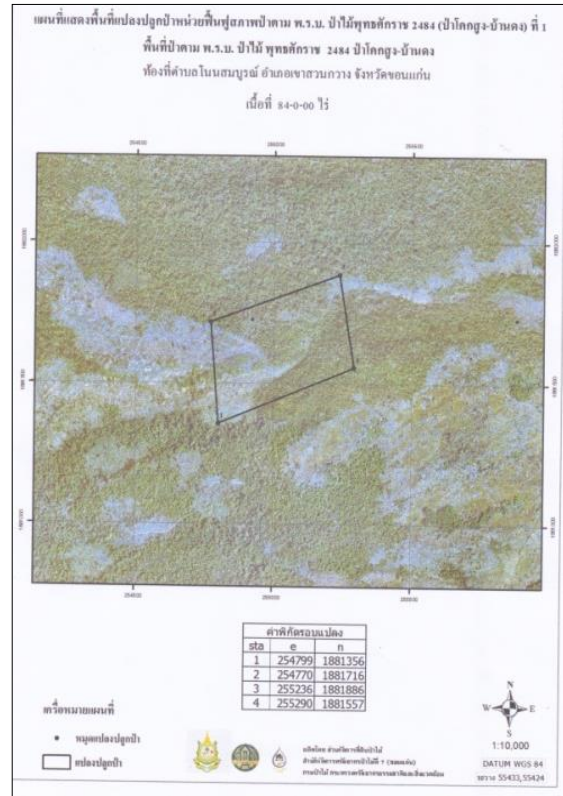 แผนที่แสดงพื้นที่แปลงปลูกป่าหน่วยฟื้นฟูสภาพป่าตาม พ.ร.บ. ป่าไม้พุทธศักราช 2484 (ป่าโคกสูง-บ้านดง) ที่ 1
พื้นที่ป่าตาม พ.ร.บ. ป่าไม้ พุทธศักราช 2484 ป่าโคกสูง-บ้านดง
ท้องที่ตำบลโนนสมบูรณ์ อำเภอเขาสวนกวาง จังหวัดขอนแก่น
เนื้อที่ 84-0-00 ไร่
ค่าพิกัดรอบแปลง
sta e n
1 254799 1881356
2 254770 1881716
3 255236 1881886
4 255290 1881557
เครื่อหมายแผนที่
หมุดแปลงปลูกป่า
แปลงปลูกป่า
N
W E
S
1:10,000
DATUM WGS 84
ระวาง 55433,55424